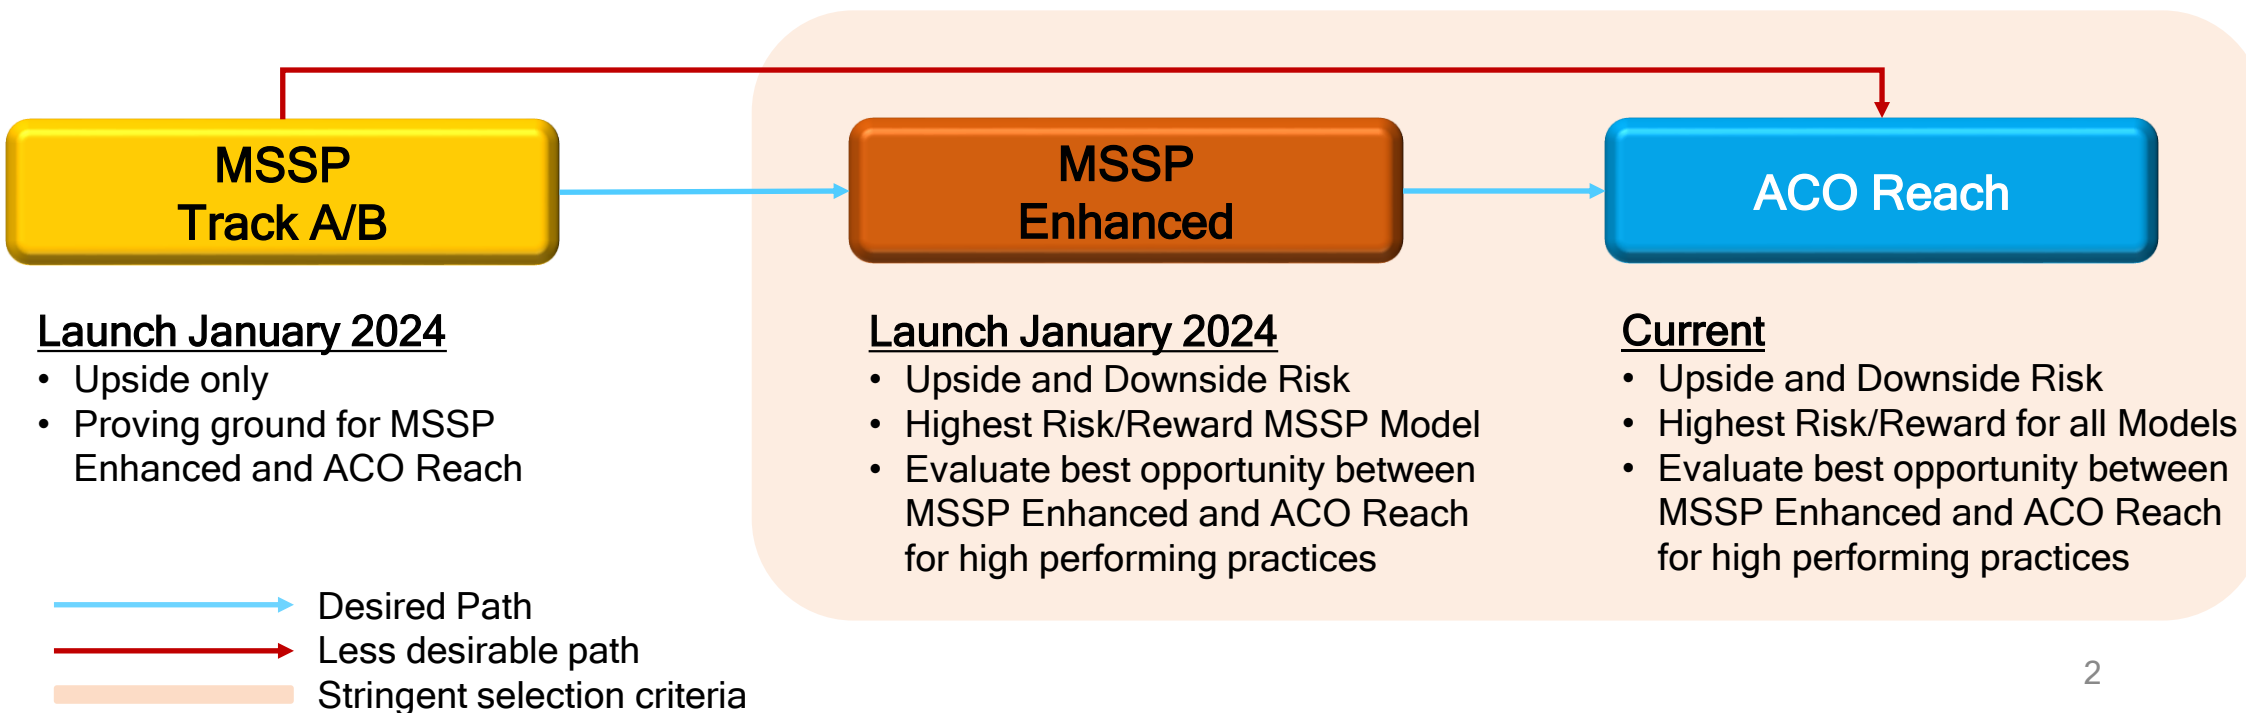 MSSP
Track A/B
MSSP
Enhanced
ACO Reach
Launch January 2024
• Upside only
• Proving ground for MSSP
Enhanced and ACO Reach
Launch January 2024
• Upside and Downside Risk
• Highest Risk/Reward MSSP Model
• Evaluate best opportunity between
MSSP Enhanced and ACO Reach
for high performing practices
Current
• Upside and Downside Risk
• Highest Risk/Reward for all Models
• Evaluate best opportunity between
MSSP Enhanced and ACO Reach
for high performing practices
Desired Path
Less desirable path
Stringent selection criteria
2